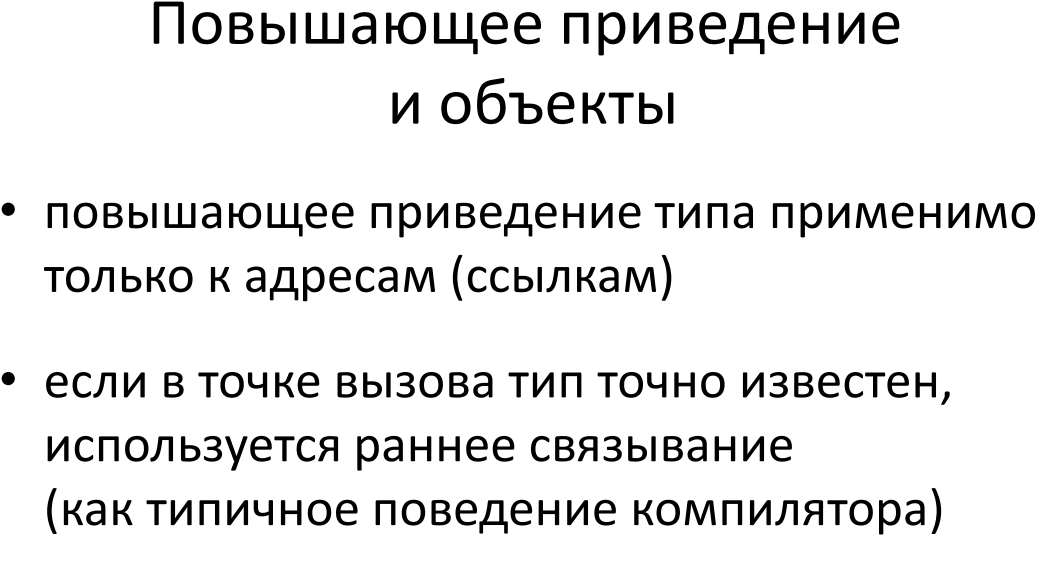 Повышающее приведение
и объекты
• повышающее приведение типа применимо
только к адресам (ссылкам)
• если в точке вызова тип точно известен,
используется раннее связывание
(как типичное поведение компилятора)